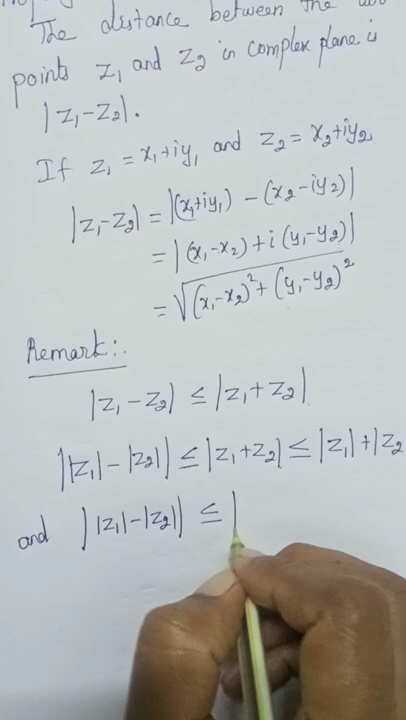 The distance between the
points z₁ and z₂ in complex plane is
|z₁-z₂|.
If z₁ = x₁+iy₁ and z₂ = x₂+iy₂
|z₁-z₂| = |(x₁+iy₁) - (x₂-iy₂)|
= |(x₁-x₂)+i(y₁-y₂)|
= √(x₁-x₂)²+(y₁-y₂)²
Remark:.
|z₁-z₂| ≤ |z₁+z₂|
||z₁|-|z₂|| ≤ |z₁+z₂| ≤ |z₁|+|z₂
and ||z₁|-|z₂|| ≤ |